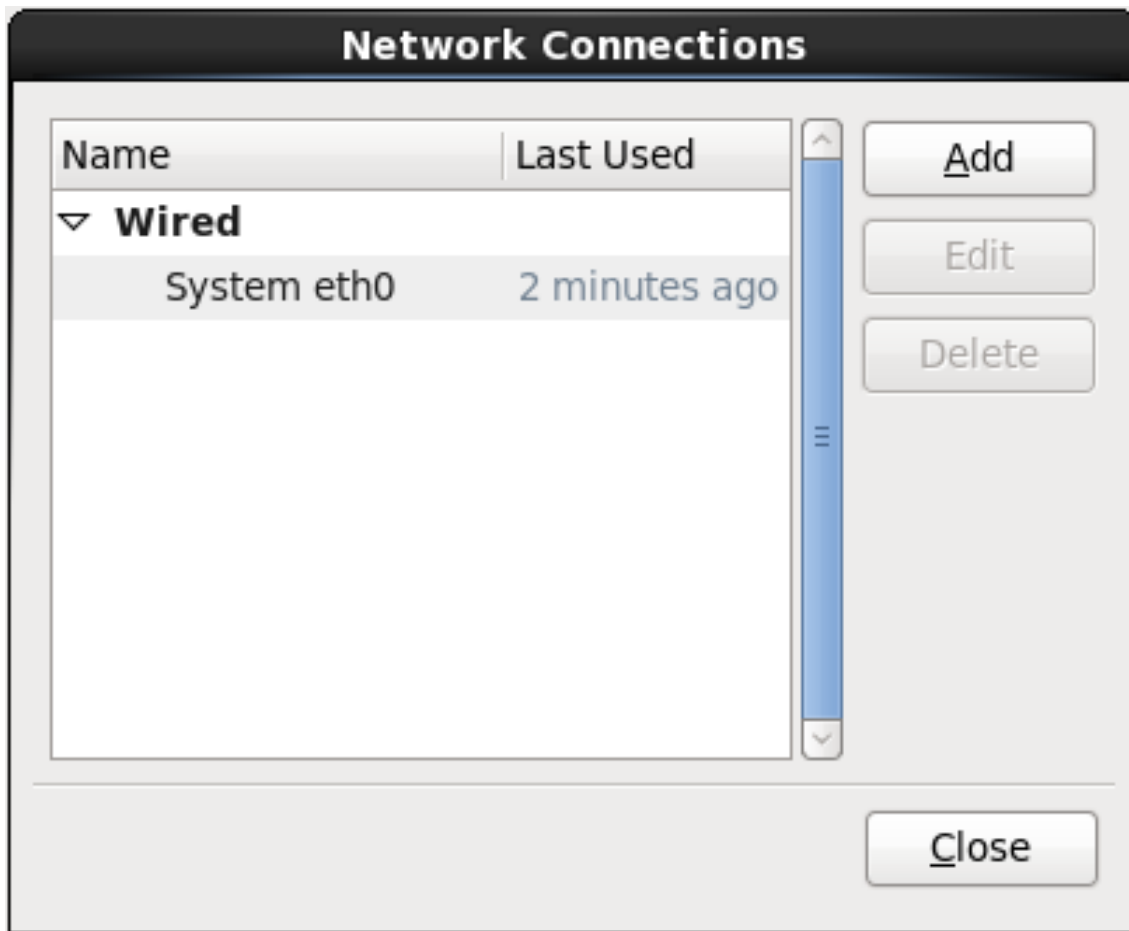 Network Connections
Name Last Used Add
Wired Edit
System eth0 2 minutes ago
Delete
Close